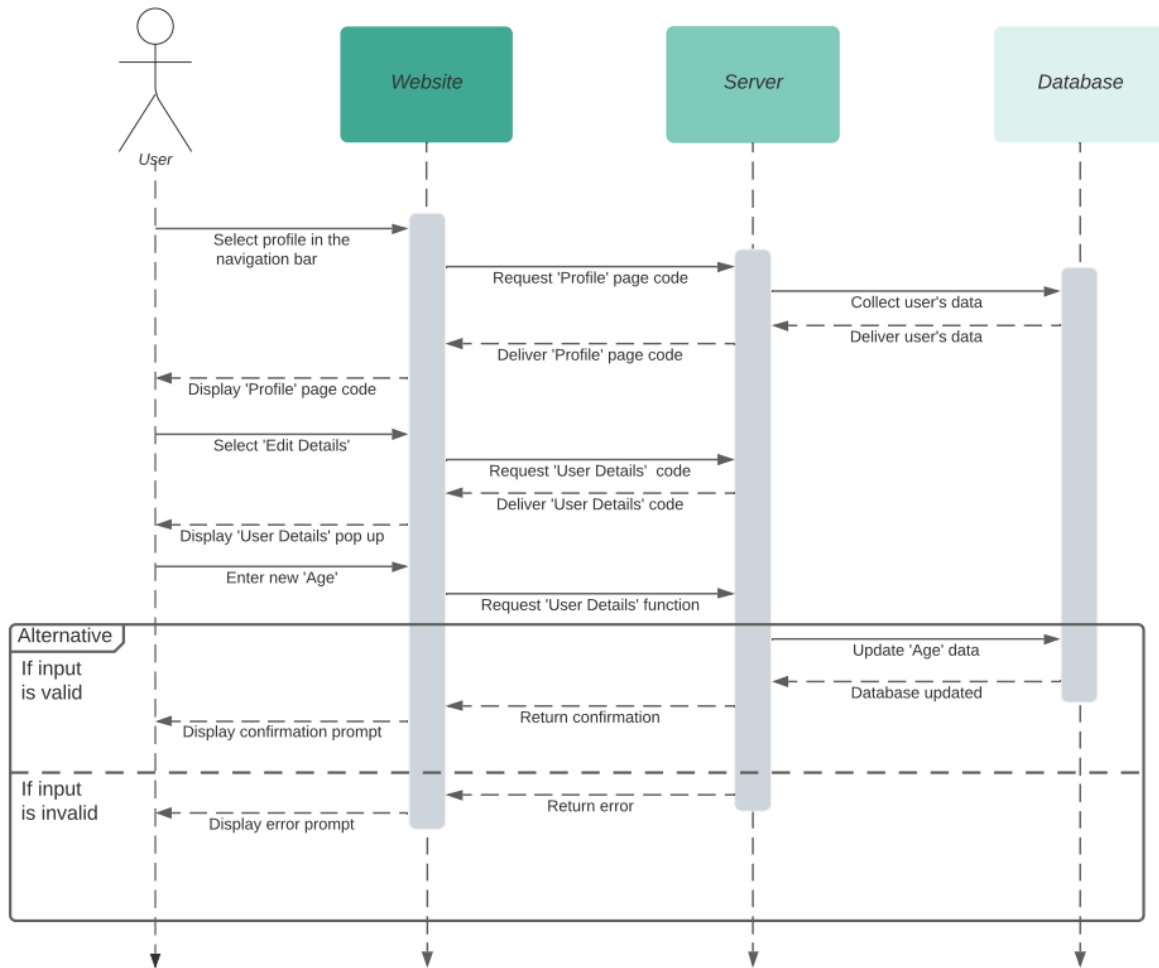 User
Website
Server
Database
Select profile in the
navigation bar
Request 'Profile' page code
Collect user's data
Deliver user's data
Deliver 'Profile' page code
Display 'Profile' page code
Select 'Edit Details'
Request 'User Details'  code
Deliver 'User Details' code
Display 'User Details' pop up
Enter new 'Age'
Request 'User Details' function
Alternative
If input
is valid
Update 'Age' data
Database updated
Return confirmation
Display confirmation prompt
If input
is invalid
Return error
Display error prompt